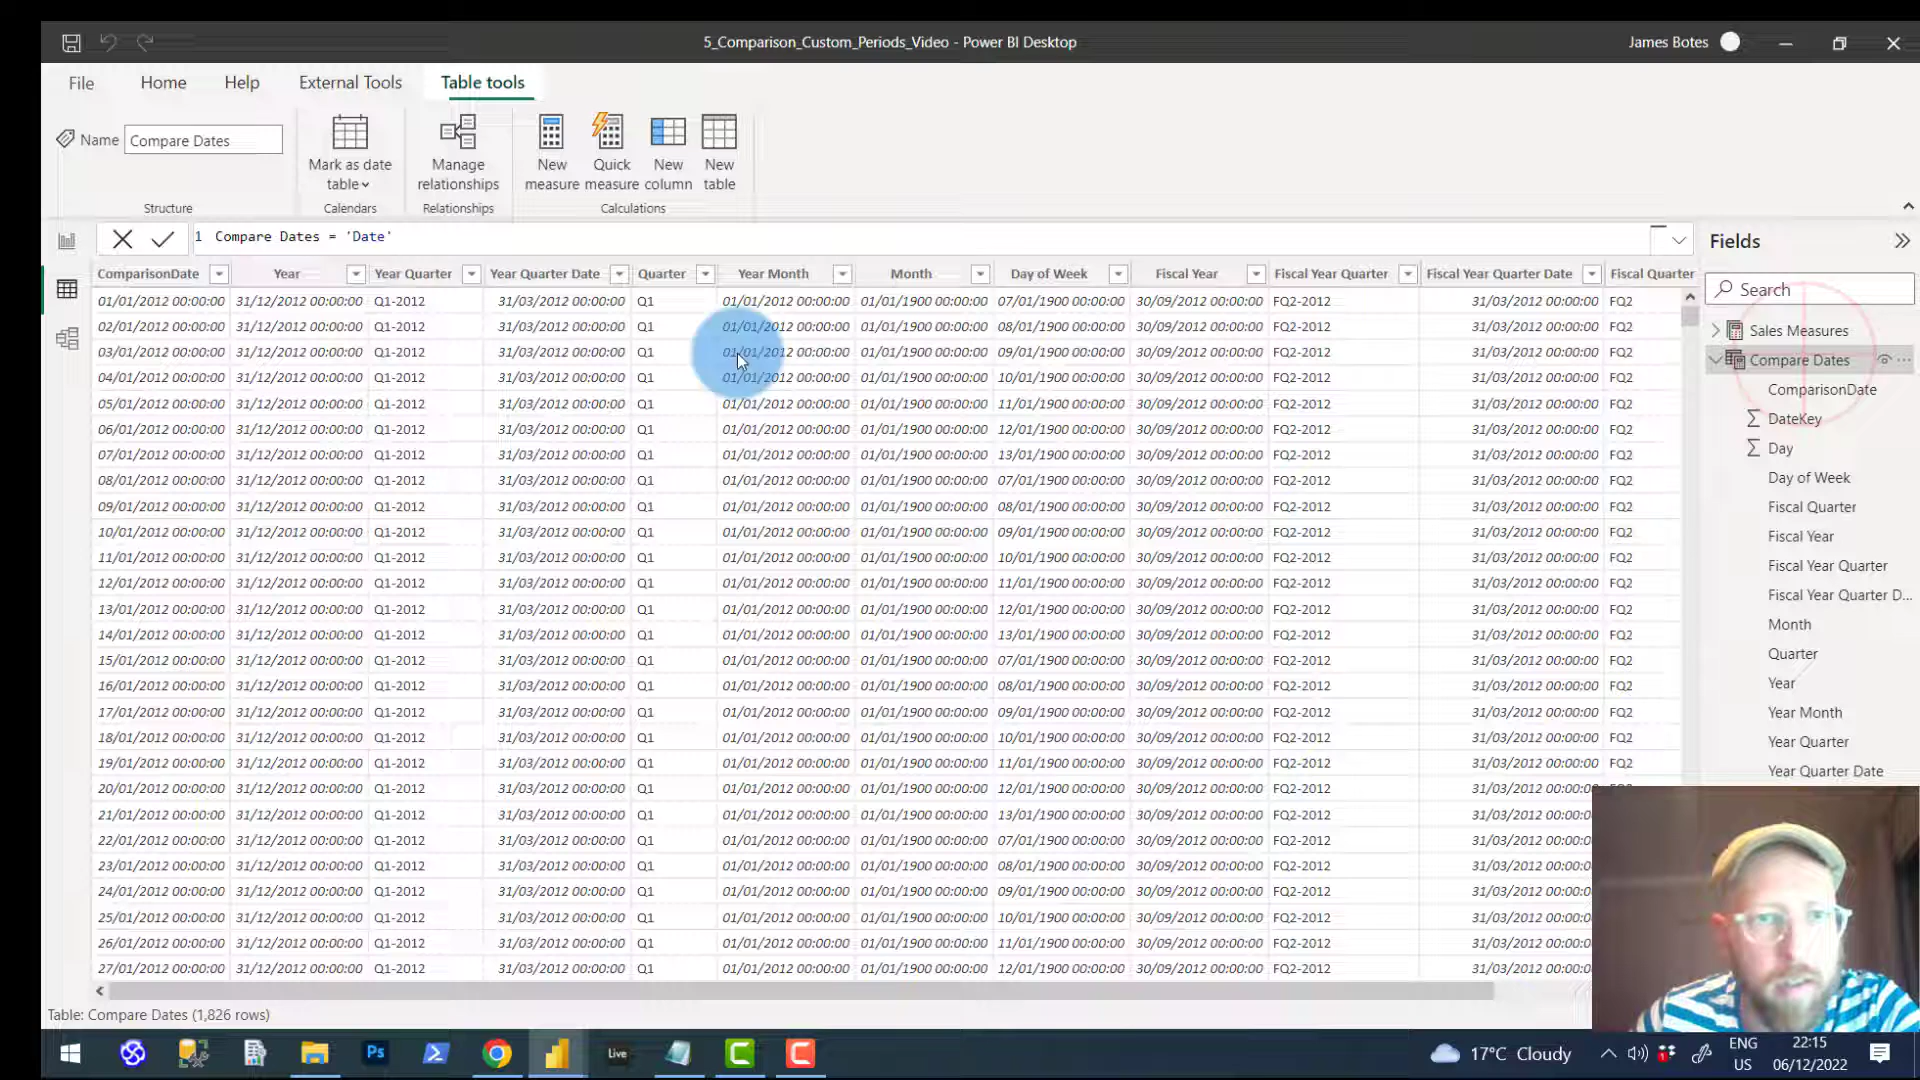 5_Comparison_Custom_Periods_Video - Power BI Desktop
James Botes
File Home Help External Tools Table tools
Name Compare Dates
Mark as date table
Manage relationships
New measure
Quick measure
New column
New table
Structure Calendars Relationships Calculations
1 Compare Dates = 'Date'
ComparisonDate Year Year Quarter Year Quarter Date Quarter Year Month Month Day of Week Fiscal Year Fiscal Year Quarter Fiscal Year Quarter Date Fiscal Quarter
01/01/2012 00:00:00 31/12/2012 00:00:00 Q1-2012 31/03/2012 00:00:00 Q1 01/01/2012 00:00:00 01/01/1900 00:00:00 07/01/1900 00:00:00 30/09/2012 00:00:00 FQ2-2012 31/03/2012 00:00:00 FQ2
02/01/2012 00:00:00 31/12/2012 00:00:00 Q1-2012 31/03/2012 00:00:00 Q1 01/01/2012 00:00:00 01/01/1900 00:00:00 08/01/1900 00:00:00 30/09/2012 00:00:00 FQ2-2012 31/03/2012 00:00:00 FQ2
03/01/2012 00:00:00 31/12/2012 00:00:00 Q1-2012 31/03/2012 00:00:00 Q1 01/01/2012 00:00:00 01/01/1900 00:00:00 09/01/1900 00:00:00 30/09/2012 00:00:00 FQ2-2012 31/03/2012 00:00:00 FQ2
04/01/2012 00:00:00 31/12/2012 00:00:00 Q1-2012 31/03/2012 00:00:00 Q1 01/01/2012 00:00:00 01/01/1900 00:00:00 10/01/1900 00:00:00 30/09/2012 00:00:00 FQ2-2012 31/03/2012 00:00:00 FQ2
05/01/2012 00:00:00 31/12/2012 00:00:00 Q1-2012 31/03/2012 00:00:00 Q1 01/01/2012 00:00:00 01/01/1900 00:00:00 11/01/1900 00:00:00 30/09/2012 00:00:00 FQ2-2012 31/03/2012 00:00:00 FQ2
06/01/2012 00:00:00 31/12/2012 00:00:00 Q1-2012 31/03/2012 00:00:00 Q1 01/01/2012 00:00:00 01/01/1900 00:00:00 12/01/1900 00:00:00 30/09/2012 00:00:00 FQ2-2012 31/03/2012 00:00:00 FQ2
07/01/2012 00:00:00 31/12/2012 00:00:00 Q1-2012 31/03/2012 00:00:00 Q1 01/01/2012 00:00:00 01/01/1900 00:00:00 13/01/1900 00:00:00 30/09/2012 00:00:00 FQ2-2012 31/03/2012 00:00:00 FQ2
08/01/2012 00:00:00 31/12/2012 00:00:00 Q1-2012 31/03/2012 00:00:00 Q1 01/01/2012 00:00:00 01/01/1900 00:00:00 07/01/1900 00:00:00 30/09/2012 00:00:00 FQ2-2012 31/03/2012 00:00:00 FQ2
09/01/2012 00:00:00 31/12/2012 00:00:00 Q1-2012 31/03/2012 00:00:00 Q1 01/01/2012 00:00:00 01/01/1900 00:00:00 08/01/1900 00:00:00 30/09/2012 00:00:00 FQ2-2012 31/03/2012 00:00:00 FQ2
10/01/2012 00:00:00 31/12/2012 00:00:00 Q1-2012 31/03/2012 00:00:00 Q1 01/01/2012 00:00:00 01/01/1900 00:00:00 09/01/1900 00:00:00 30/09/2012 00:00:00 FQ2-2012 31/03/2012 00:00:00 FQ2
11/01/2012 00:00:00 31/12/2012 00:00:00 Q1-2012 31/03/2012 00:00:00 Q1 01/01/2012 00:00:00 01/01/1900 00:00:00 10/01/1900 00:00:00 30/09/2012 00:00:00 FQ2-2012 31/03/2012 00:00:00 FQ2
12/01/2012 00:00:00 31/12/2012 00:00:00 Q1-2012 31/03/2012 00:00:00 Q1 01/01/2012 00:00:00 01/01/1900 00:00:00 11/01/1900 00:00:00 30/09/2012 00:00:00 FQ2-2012 31/03/2012 00:00:00 FQ2
13/01/2012 00:00:00 31/12/2012 00:00:00 Q1-2012 31/03/2012 00:00:00 Q1 01/01/2012 00:00:00 01/01/1900 00:00:00 12/01/1900 00:00:00 30/09/2012 00:00:00 FQ2-2012 31/03/2012 00:00:00 FQ2
14/01/2012 00:00:00 31/12/2012 00:00:00 Q1-2012 31/03/2012 00:00:00 Q1 01/01/2012 00:00:00 01/01/1900 00:00:00 13/01/1900 00:00:00 30/09/2012 00:00:00 FQ2-2012 31/03/2012 00:00:00 FQ2
15/01/2012 00:00:00 31/12/2012 00:00:00 Q1-2012 31/03/2012 00:00:00 Q1 01/01/2012 00:00:00 01/01/1900 00:00:00 07/01/1900 00:00:00 30/09/2012 00:00:00 FQ2-2012 31/03/2012 00:00:00 FQ2
16/01/2012 00:00:00 31/12/2012 00:00:00 Q1-2012 31/03/2012 00:00:00 Q1 01/01/2012 00:00:00 01/01/1900 00:00:00 08/01/1900 00:00:00 30/09/2012 00:00:00 FQ2-2012 31/03/2012 00:00:00 FQ2
17/01/2012 00:00:00 31/12/2012 00:00:00 Q1-2012 31/03/2012 00:00:00 Q1 01/01/2012 00:00:00 01/01/1900 00:00:00 09/01/1900 00:00:00 30/09/2012 00:00:00 FQ2-2012 31/03/2012 00:00:00 FQ2
18/01/2012 00:00:00 31/12/2012 00:00:00 Q1-2012 31/03/2012 00:00:00 Q1 01/01/2012 00:00:00 01/01/1900 00:00:00 10/01/1900 00:00:00 30/09/2012 00:00:00 FQ2-2012 31/03/2012 00:00:00 FQ2
19/01/2012 00:00:00 31/12/2012 00:00:00 Q1-2012 31/03/2012 00:00:00 Q1 01/01/2012 00:00:00 01/01/1900 00:00:00 11/01/1900 00:00:00 30/09/2012 00:00:00 FQ2-2012 31/03/2012 00:00:00 FQ2
20/01/2012 00:00:00 31/12/2012 00:00:00 Q1-2012 31/03/2012 00:00:00 Q1 01/01/2012 00:00:00 01/01/1900 00:00:00 12/01/1900 00:00:00 30/09/2012 00:00:00 FQ2-2012 31/03/2012 00:00:0
21/01/2012 00:00:00 31/12/2012 00:00:00 Q1-2012 31/03/2012 00:00:00 Q1 01/01/2012 00:00:00 01/01/1900 00:00:00 13/01/1900 00:00:00 30/09/2012 00:00:00 FQ2-2012 31/03/2012 00:00:0
22/01/2012 00:00:00 31/12/2012 00:00:00 Q1-2012 31/03/2012 00:00:00 Q1 01/01/2012 00:00:00 01/01/1900 00:00:00 07/01/1900 00:00:00 30/09/2012 00:00:00 FQ2-2012 31/03/2012 00:00:0
23/01/2012 00:00:00 31/12/2012 00:00:00 Q1-2012 31/03/2012 00:00:00 Q1 01/01/2012 00:00:00 01/01/1900 00:00:00 08/01/1900 00:00:00 30/09/2012 00:00:00 FQ2-2012 31/03/2012 00:00:0
24/01/2012 00:00:00 31/12/2012 00:00:00 Q1-2012 31/03/2012 00:00:00 Q1 01/01/2012 00:00:00 01/01/1900 00:00:00 09/01/1900 00:00:00 30/09/2012 00:00:00 FQ2-2012 31/03/2012 00:00:0
25/01/2012 00:00:00 31/12/2012 00:00:00 Q1-2012 31/03/2012 00:00:00 Q1 01/01/2012 00:00:00 01/01/1900 00:00:00 10/01/1900 00:00:00 30/09/2012 00:00:00 FQ2-2012 31/03/2012 00:00:0
26/01/2012 00:00:00 31/12/2012 00:00:00 Q1-2012 31/03/2012 00:00:00 Q1 01/01/2012 00:00:00 01/01/1900 00:00:00 11/01/1900 00:00:00 30/09/2012 00:00:00 FQ2-2012 31/03/2012 00:00:0
27/01/2012 00:00:00 31/12/2012 00:00:00 Q1-2012 31/03/2012 00:00:00 Q1 01/01/2012 00:00:00 01/01/1900 00:00:00 12/01/1900 00:00:00 30/09/2012 00:00:00 FQ2-2012 31/03/2012 00:00:0
Fields
Search
Sales Measures
Compare Dates
ComparisonDate
DateKey
Day
Day of Week
Fiscal Quarter
Fiscal Year
Fiscal Year Quarter
Fiscal Year Quarter D...
Month
Quarter
Year
Year Month
Year Quarter
Year Quarter Date
Table: Compare Dates (1,826 rows)
Ps
Live
17°C Cloudy
ENG
US
22:15
06/12/2022